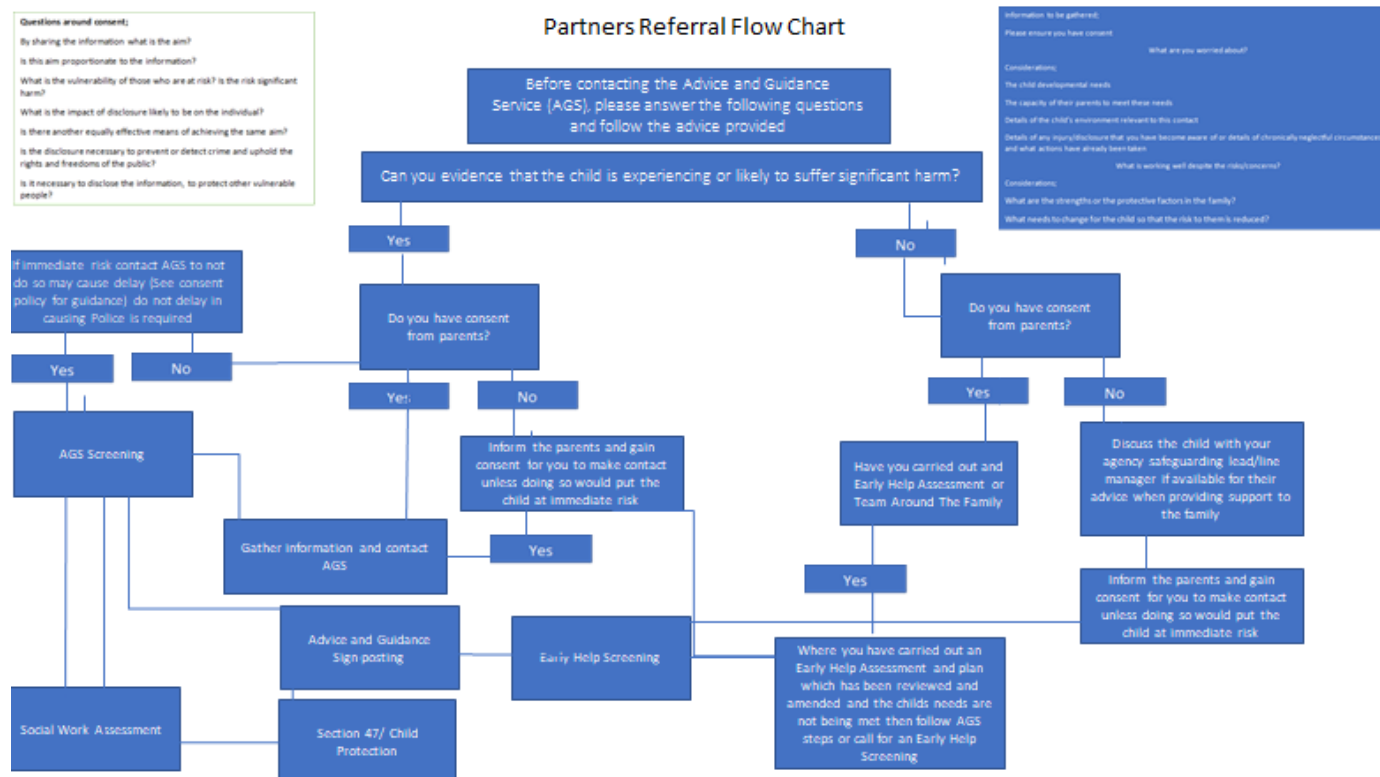 Partners Referral Flow Chart
Questions around consent;
By sharing the information what is the aim?
Is this aim proportionate to the information?
What is the vulnerability of those who are at risk? Is the risk significant
harm?
What is the impact of disclosure likely to be on the individual?
Is there another equally effective means of achieving the same aim?
Is the disclosure necessary to prevent or detect crime and uphold the
rights and freedoms of the public?
Is it necessary to disclose the information, to protect other vulnerable
people?
Information to be gathered;
Please ensure you have consent
What are you worried about?
Considerations;
The child developmental needs
The capacity of their parents to meet these needs
Details of the child's environment relevant to this contact
Details of any injury/disclosure that you have become aware of or details of chronically neglectful circumstances
and what actions have already been taken
What is working well despite the risks/concerns?
Considerations;
What are the strengths or the protective factors in the family?
What needs to change for the child so that the risk to them is reduced?
Before contacting the Advice and Guidance
Service (AGS), please answer the following questions
and follow the advice provided
Can you evidence that the child is experiencing or likely to suffer significant harm?
Yes
No
If immediate risk contact AGS to not
do so may cause delay (See consent
policy for guidance) do not delay in
causing Police is required
Do you have consent
from parents?
Do you have consent
from parents?
Yes
No
Yes
No
Yes
No
AGS Screening
Inform the parents and gain
consent for you to make contact
unless doing so would put the
child at immediate risk
Have you carried out and
Early Help Assessment or
Team Around The Family
Discuss the child with your
agency safeguarding lead/line
manager if available for their
advice when providing support to
the family
Gather information and contact
AGS
Yes
Yes
Inform the parents and gain
consent for you to make contact
unless doing so would put the
child at immediate risk
Advice and Guidance
Sign-posting
Early Help Screening
Where you have carried out an
Early Help Assessment and plan
which has been reviewed and
amended and the childs needs are
not being met then follow AGS
steps or call for an Early Help
Screening
Social Work Assessment
Section 47/ Child
Protection